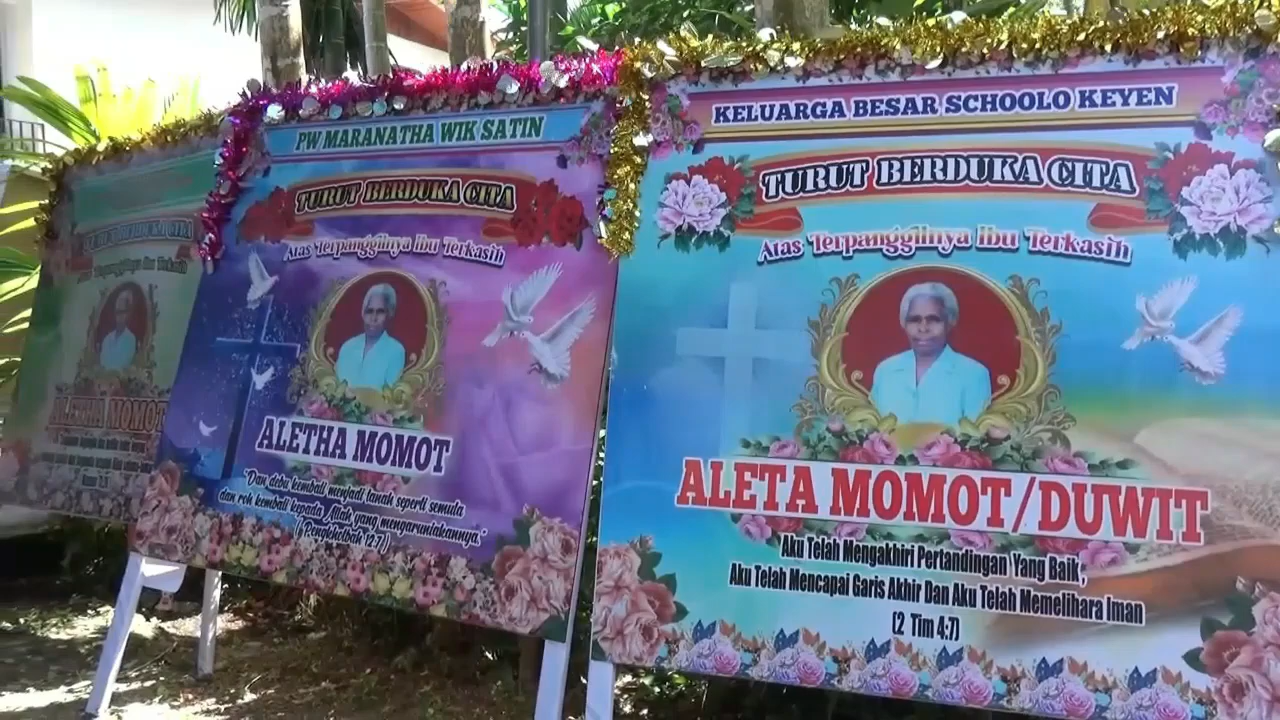 TURUT BERDUKA CITA
ALETHA MOMOT
PW MARANATHA WIK SATIN
TURUT BERDUKA CITA
Atas Terpanggilnya Ibu Terkasih
ALETHA MOMOT
"Dan debu kembali menjadi tanah seperti semula
dan roh kembali kepada Allah yang mengaruniakannya."
(Pengkhotbah 12:7)
KELUARGA BESAR SCHOOLO KEYEN
TURUT BERDUKA CITA
Atas Terpanggilnya Ibu Terkasih
ALETA MOMOT/DUWIT
Aku Telah Mengakhiri Pertandingan Yang Baik,
Aku Telah Mencapai Garis Akhir Dan Aku Telah Memelihara Iman
(2 Tim 4:7)